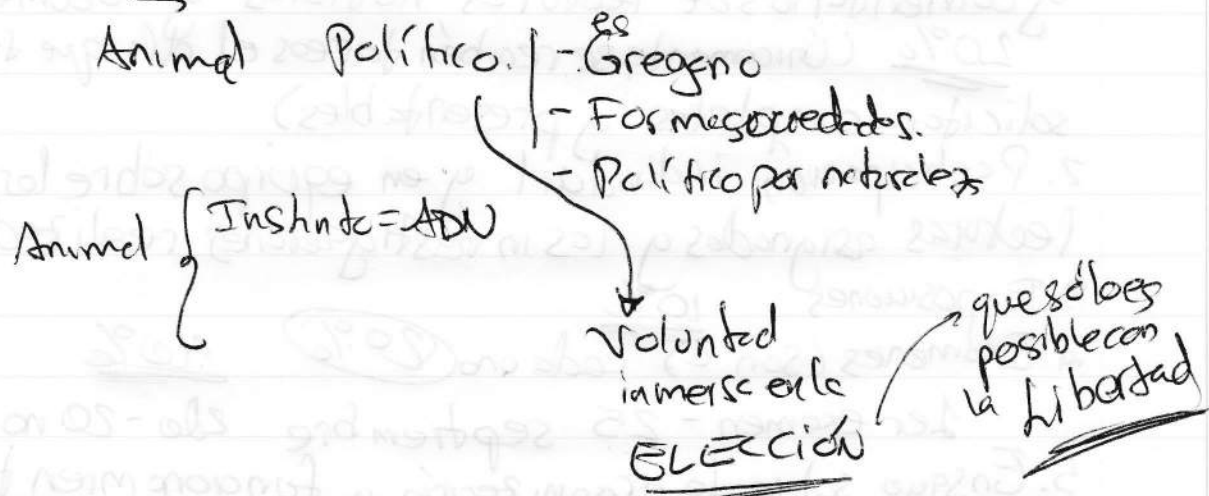 Animal Político.
es
- Gregario
- Forma sociedades.
- Político por naturaleza
Animal { Instinto = ADN
Voluntad
inmersa en la
ELECCIÓN
que sólo es
posible con
la Libertad